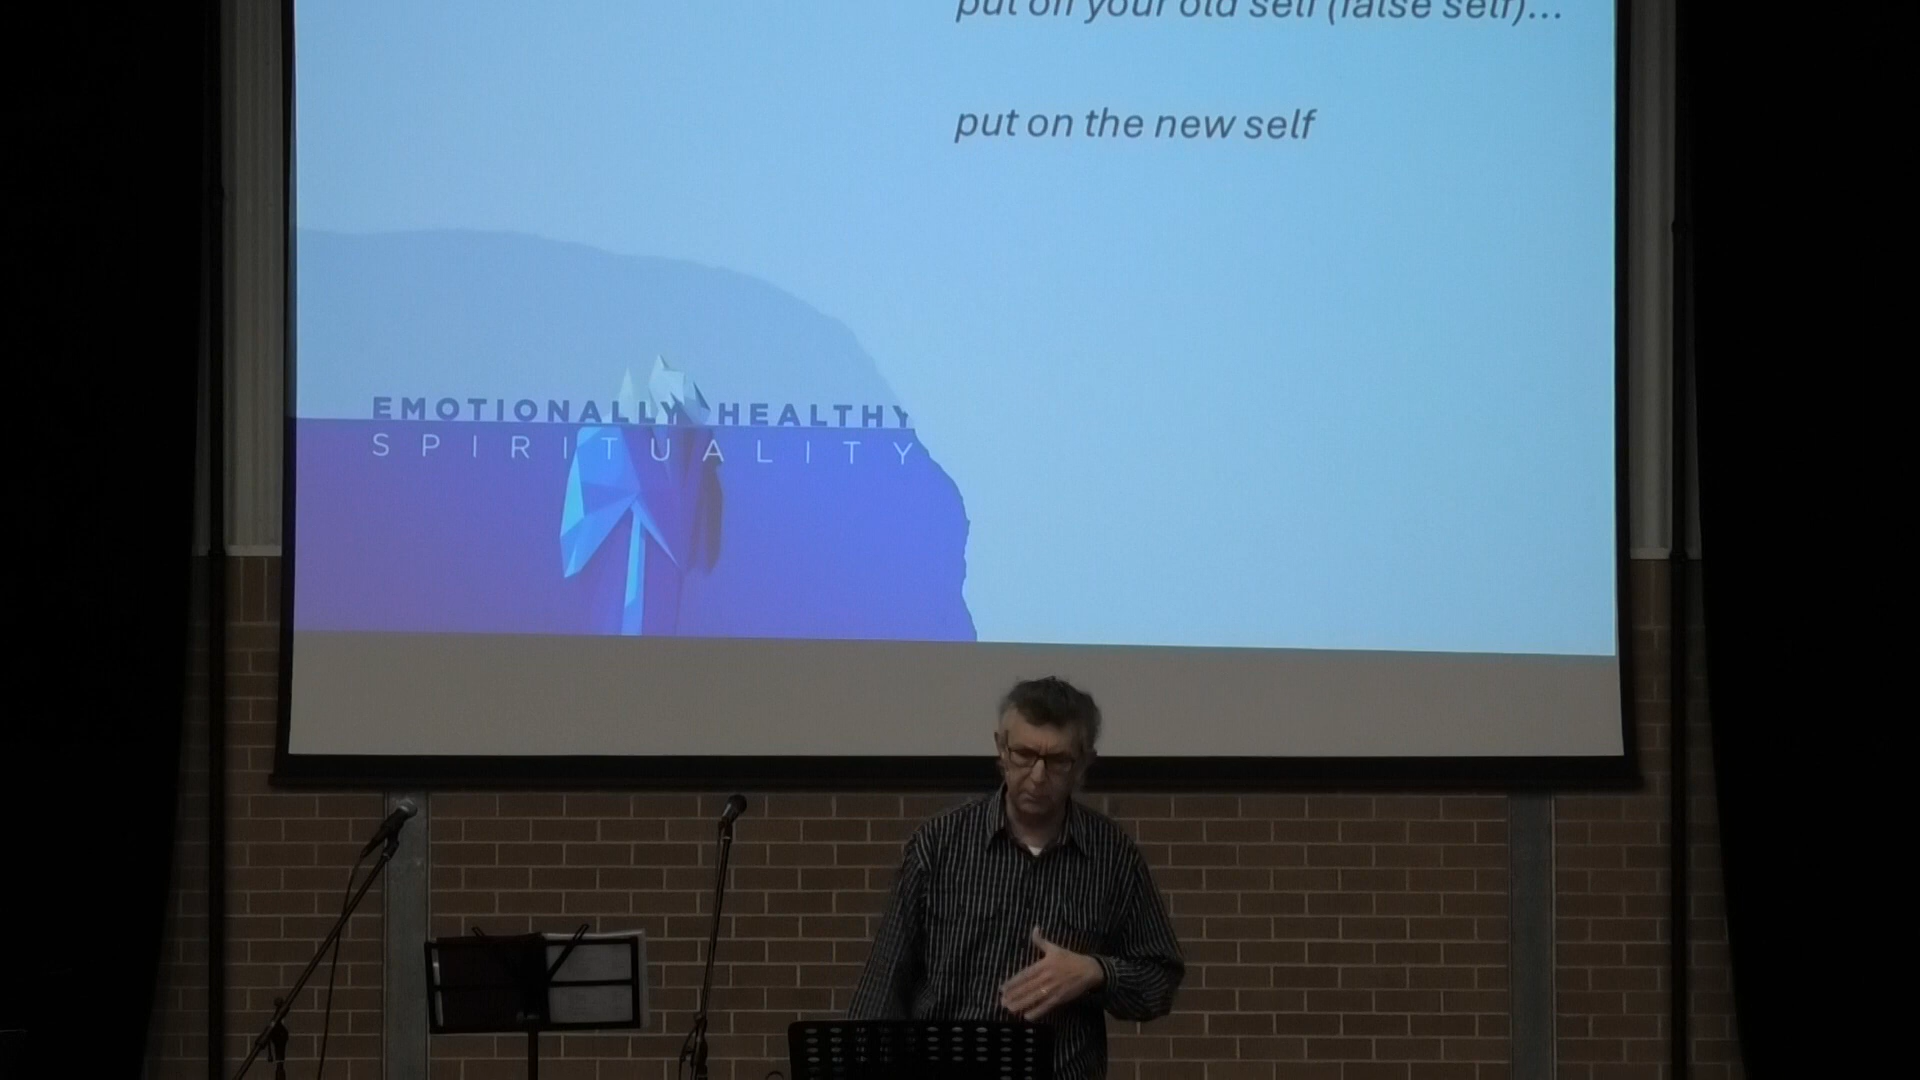 put off your old self (false self)...
put on the new self
EMOTIONALLY HEALTHY
SPIRITUALITY